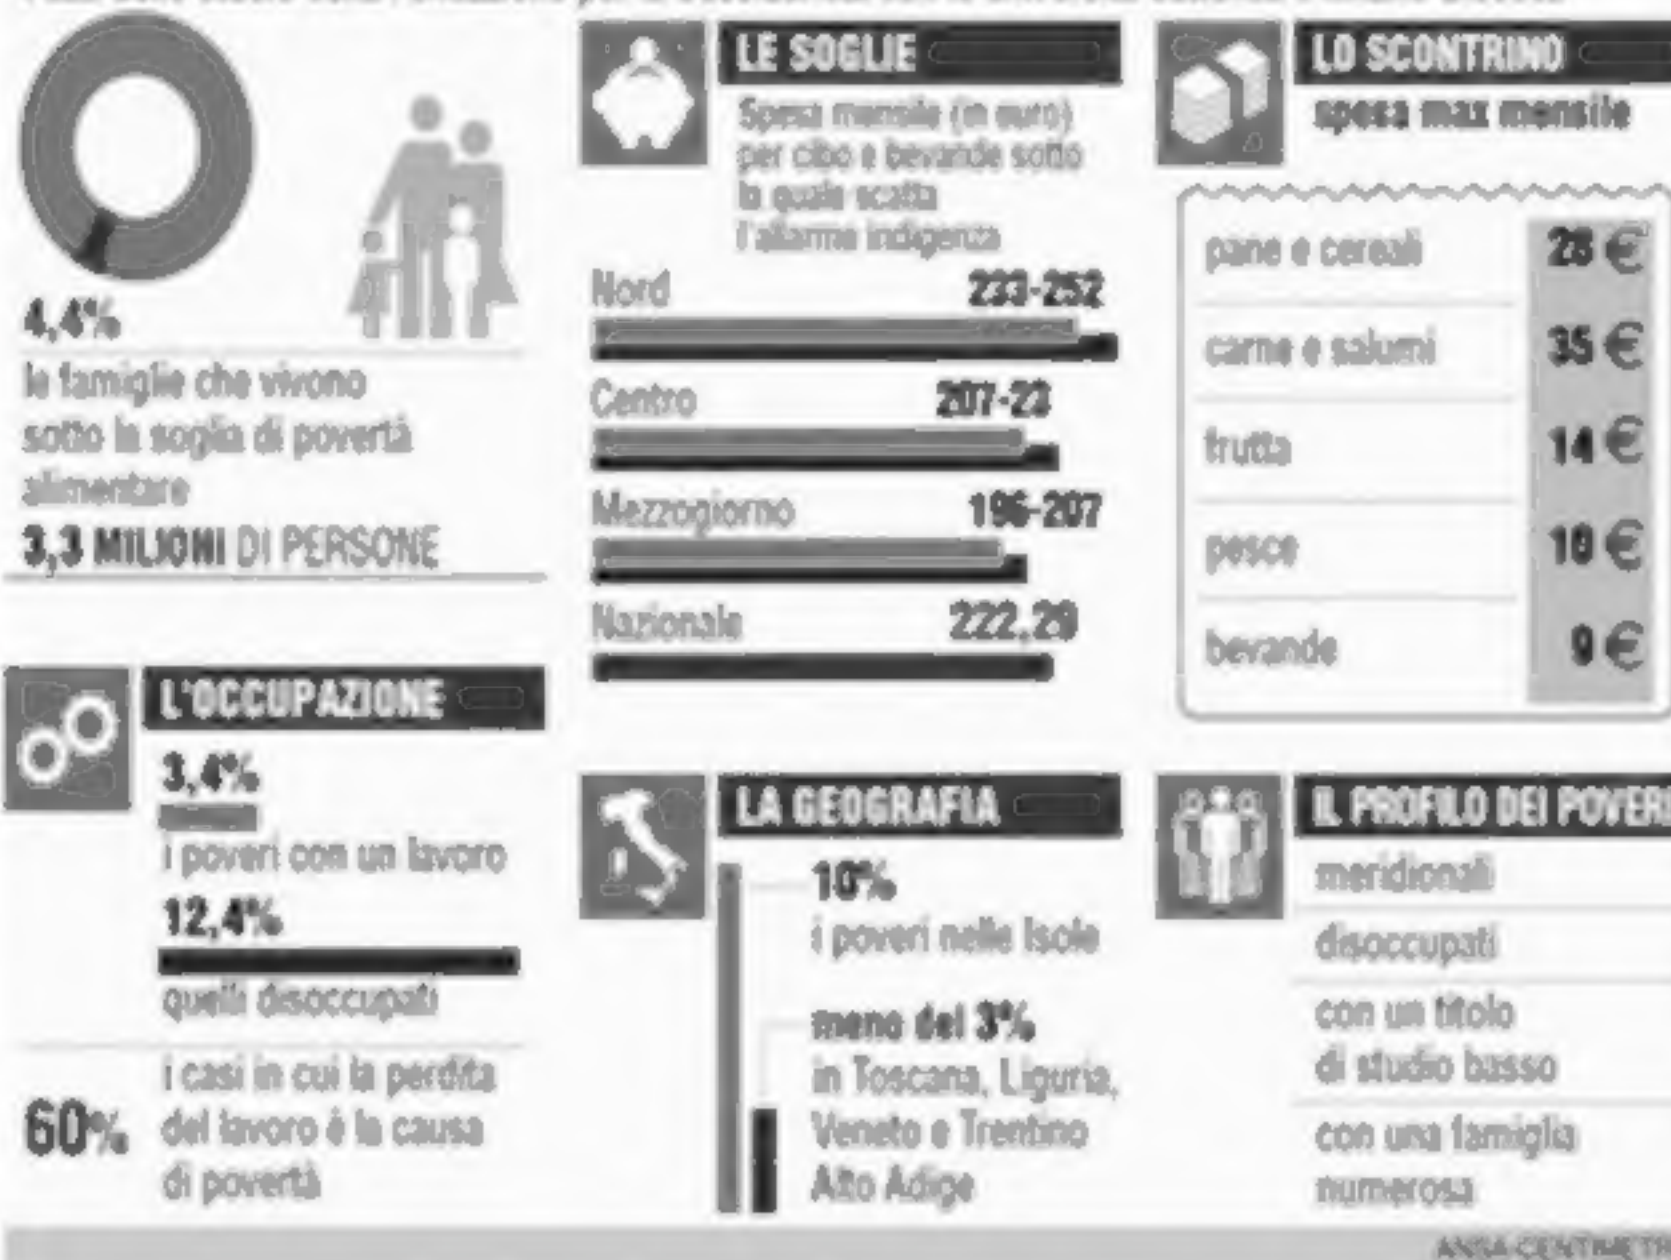 4,4%
le famiglie che vivono
sotto la soglia di povertà
alimentare
3,3 MILIONI DI PERSONE
L'OCCUPAZIONE
3,4%
i poveri con un lavoro
12,4%
quelli disoccupati
60%
i casi in cui la perdita
del lavoro è la causa
di povertà
LE SOGLIE
Spesa mensile (in euro)
per cibo e bevande sotto
la quale scatta
l'allarme indigenza
Nord 233-252
Centro 207-23
Mezzogiorno 196-207
Nazionale 222,29
LA GEOGRAFIA
10%
i poveri nelle Isole
meno del 3%
in Toscana, Liguria,
Veneto e Trentino
Alto Adige
LO SCONTRINO
spesa max mensile
pane e cereali 28 €
carne e salumi 35 €
frutta 14 €
pesce 10 €
bevande 9 €
IL PROFILO DEI POVERI
meridionali
disoccupati
con un titolo
di studio basso
con una famiglia
numerosa
ANSA-CENTIMETR